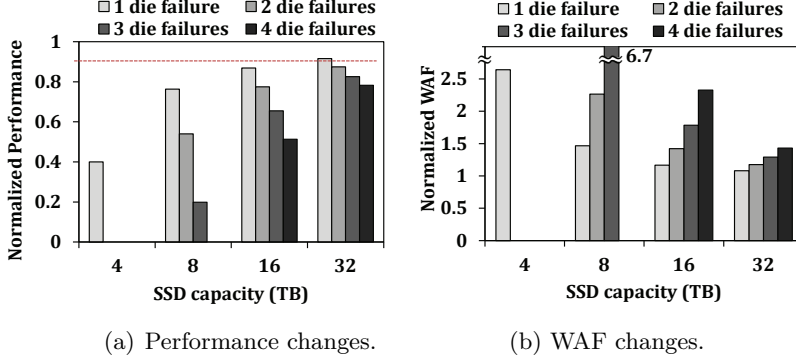 1 die failure 2 die failures
3 die failures 4 die failures
Normalized Performance
1
0.8
0.6
0.4
0.2
0
4 8 16 32
SSD capacity (TB)
(a) Performance changes.
1 die failure 2 die failures
3 die failures 4 die failures
6.7
Normalized WAF
2.5
2
1.5
1
0.5
0
4 8 16 32
SSD capacity (TB)
(b) WAF changes.